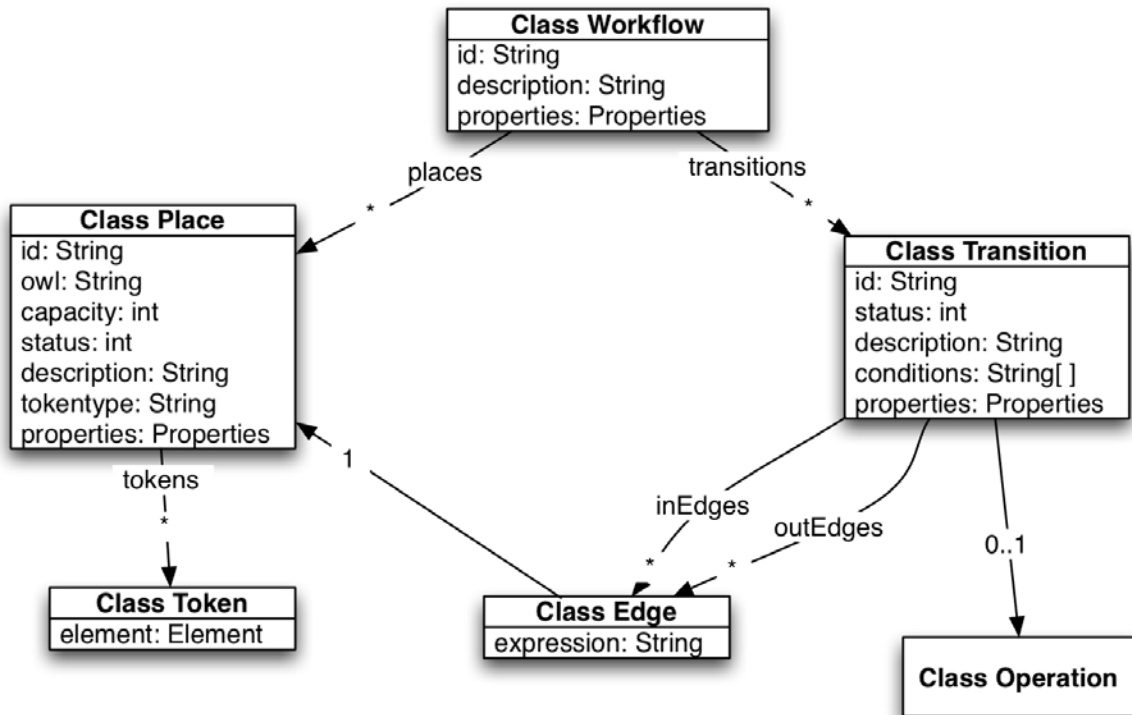 Class Workflow
id: String
description: String
properties: Properties
places
transitions
*
*
Class Place
id: String
owl: String
capacity: int
status: int
description: String
tokentype: String
properties: Properties
Class Transition
id: String
status: int
description: String
conditions: String[ ]
properties: Properties
tokens
*
1
inEdges
outEdges
*
*
0..1
Class Token
element: Element
Class Edge
expression: String
Class Operation